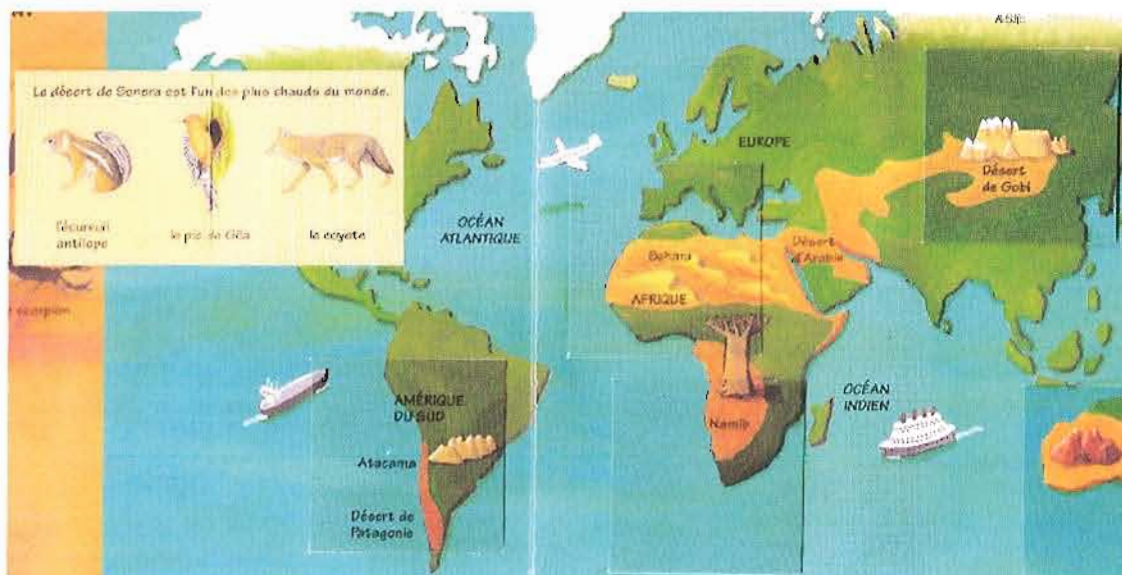 Le désert de Sonora est l'un des plus chauds du monde.
l'écureuil
antilope
le pic de Gila
le coyote
scorpion
ASIE
EUROPE
OCÉAN
ATLANTIQUE
Désert
de Gobi
Sahara
Désert
d'Arabie
AFRIQUE
OCÉAN
INDIEN
AMÉRIQUE
DU SUD
Namib
Atacama
Désert de
Patagonie